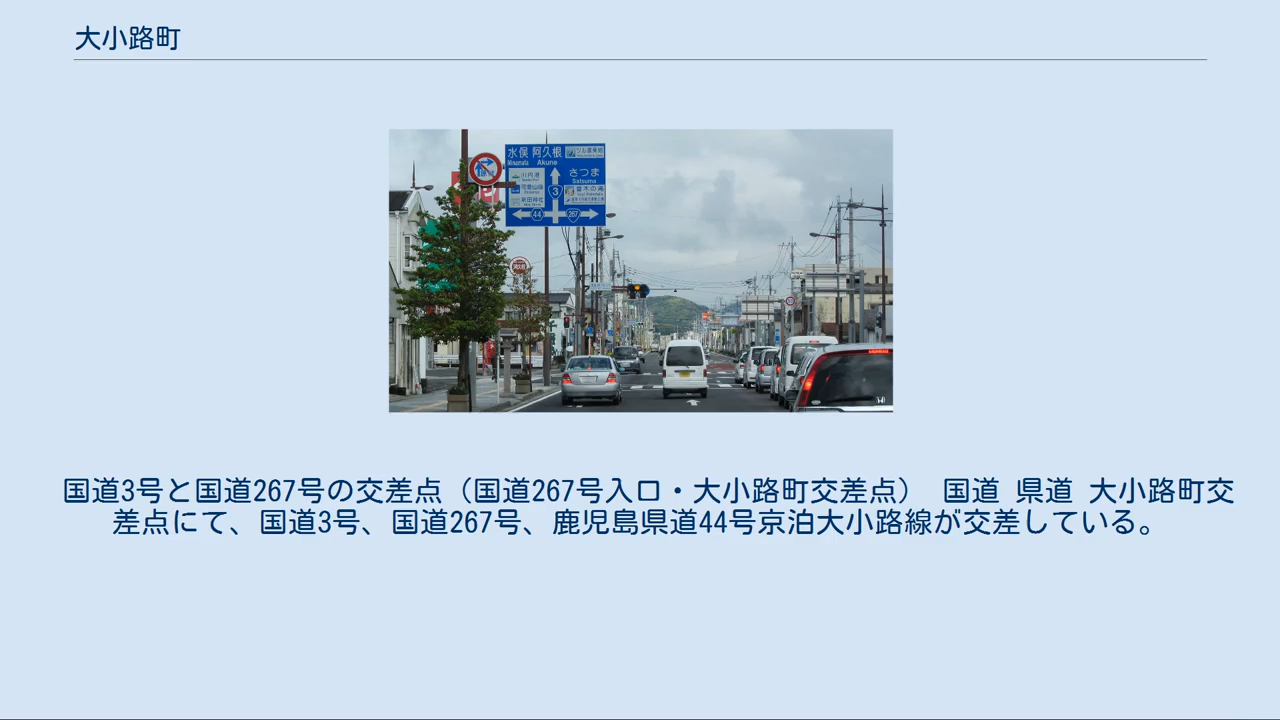 大小路町
水俣 阿久根
Minamata Akune
さつま
Satsuma
3
44
267
国道3号と国道267号の交差点（国道267号入口・大小路町交差点） 国道 県道 大小路町交
差点にて、国道3号、国道267号、鹿児島県道44号京泊大小路線が交差している。